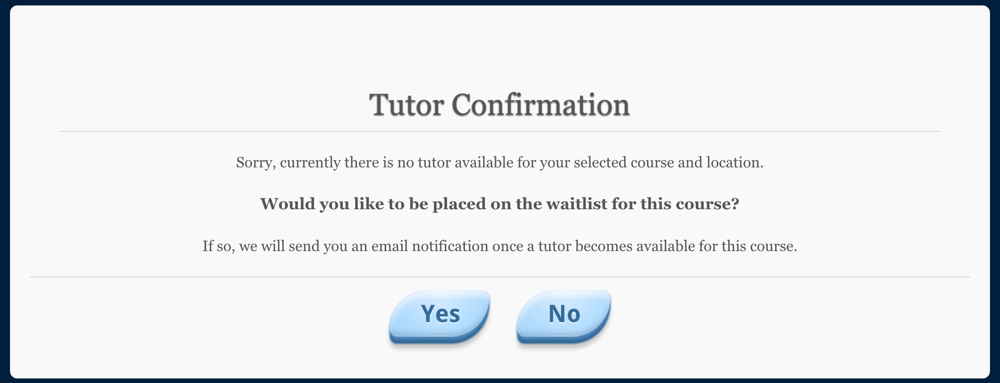 Tutor Confirmation
Sorry, currently there is no tutor available for your selected course and location.
Would you like to be placed on the waitlist for this course?
If so, we will send you an email notification once a tutor becomes available for this course.
Yes No